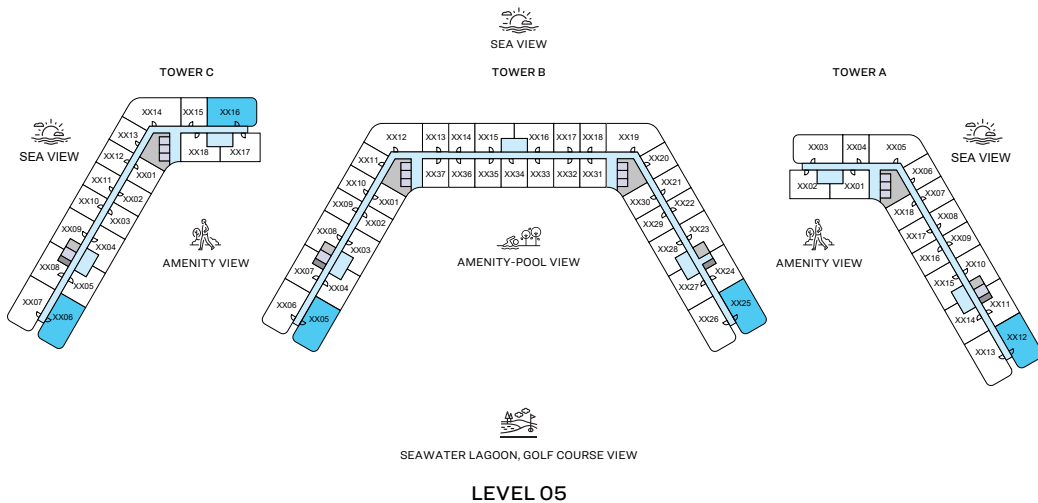 SEA VIEW
TOWER C
TOWER B
TOWER A
SEA VIEW
SEA VIEW
XX14
XX15
XX16
XX13
XX12
XX11
XX10
XX09
XX08
XX07
XX18
XX17
XX01
XX02
XX03
XX04
XX05
XX06
AMENITY VIEW
XX12
XX13
XX14
XX15
XX16
XX17
XX18
XX19
XX11
XX10
XX09
XX08
XX07
XX06
XX37
XX36
XX35
XX34
XX33
XX32
XX31
XX01
XX02
XX03
XX04
XX05
XX20
XX21
XX22
XX23
XX24
XX25
XX30
XX29
XX28
XX27
XX26
AMENITY-POOL VIEW
XX03
XX04
XX05
XX02
XX01
XX06
XX07
XX08
XX09
XX10
XX11
XX12
XX18
XX17
XX16
XX15
XX14
XX13
AMENITY VIEW
SEAWATER LAGOON, GOLF COURSE VIEW
LEVEL 05